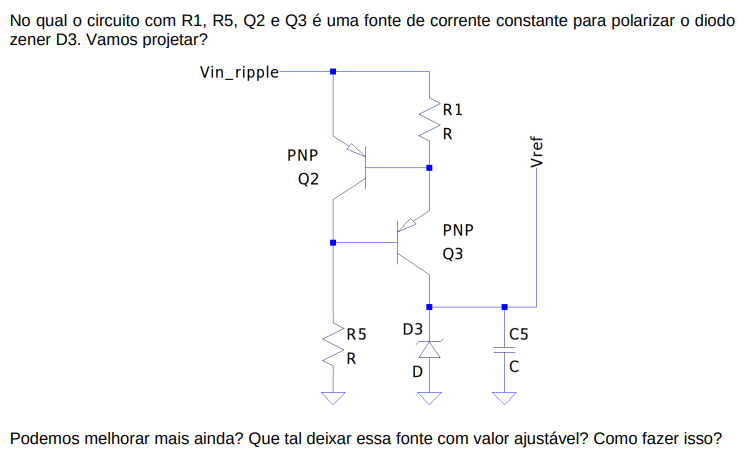 No qual o circuito com R1, R5, Q2 e Q3 é uma fonte de corrente constante para polarizar o diodo
zener D3. Vamos projetar?
Vin_ripple
R1
R
PNP
Q2
Vref
PNP
Q3
R5
R
D3
D
C5
C
Podemos melhorar mais ainda? Que tal deixar essa fonte com valor ajustável? Como fazer isso?